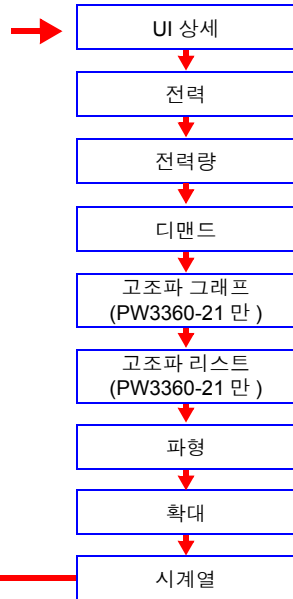 UI 상세
전력
전력량
디맨드
고조파 그래프
(PW3360-21 만 )
고조파 리스트
(PW3360-21 만 )
파형
확대
시계열